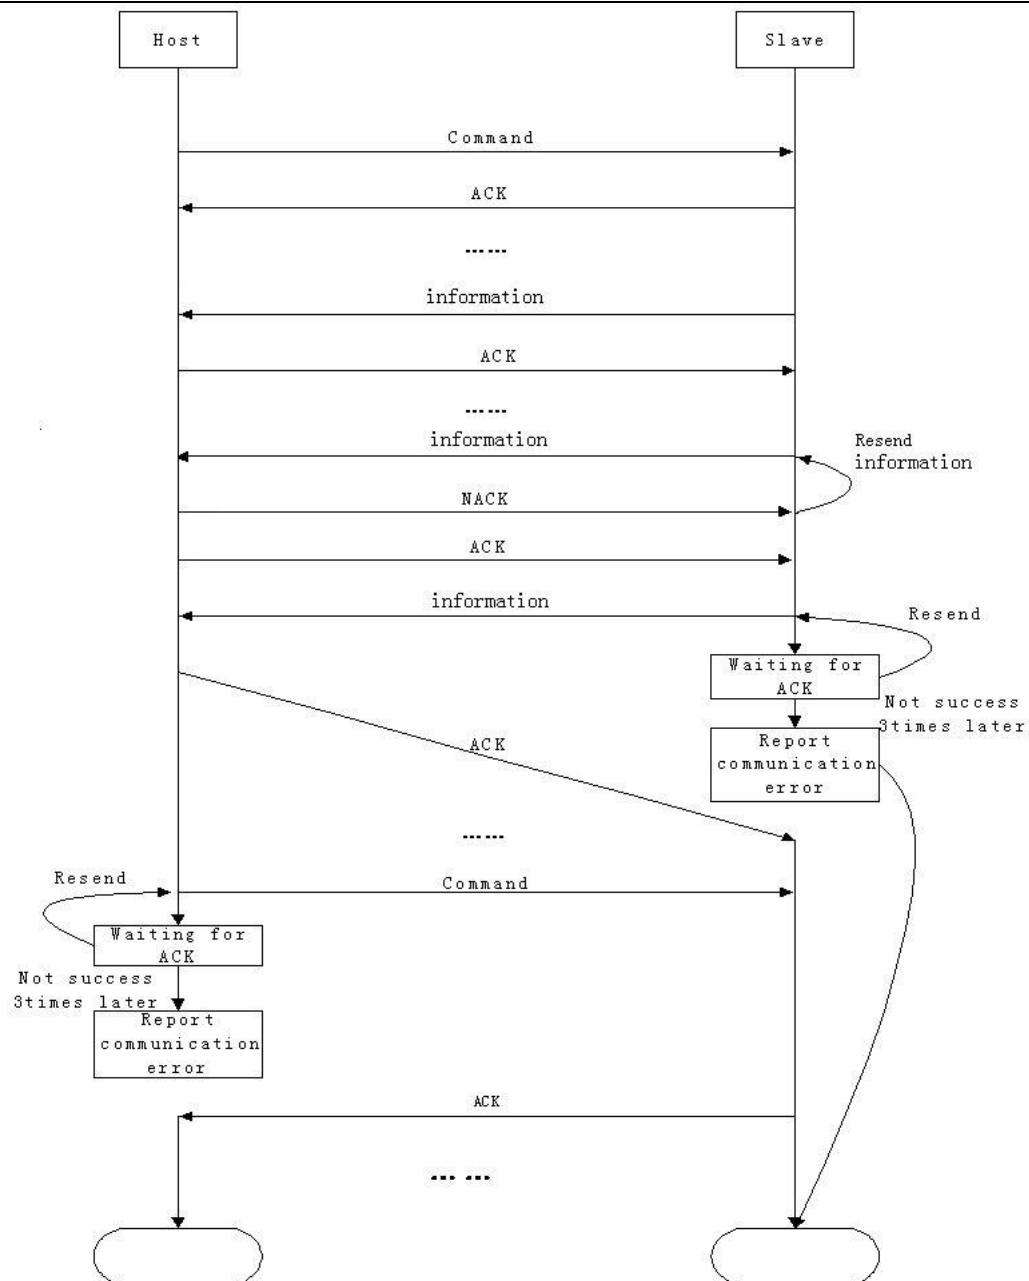 Host
Slave
Command
ACK
……
information
ACK
……
information
Resend
information
NACK
ACK
information
Resend
Waiting for
ACK
Not success
3times later
Report
communication
error
ACK
……
Resend
Command
Waiting for
ACK
Not success
3times later
Report
communication
error
ACK
……